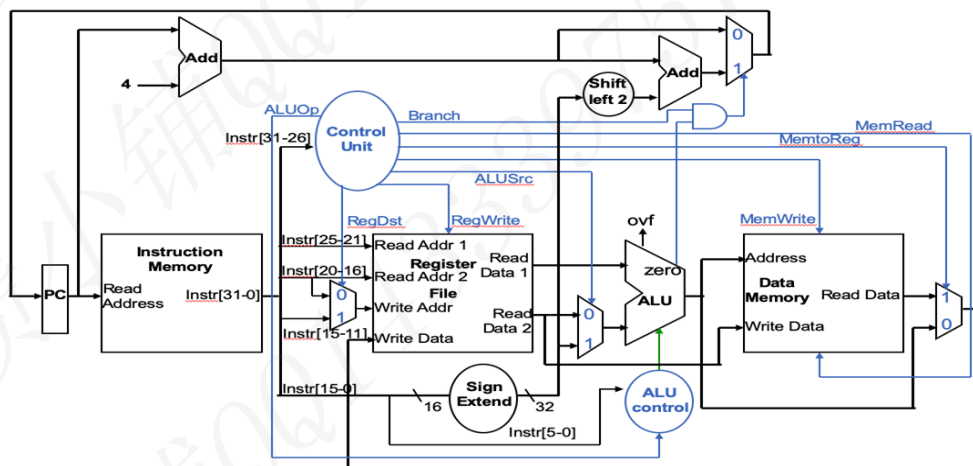 Add
4
ALUOp
Instr[31-26]
Control
Unit
Branch
Shift
left 2
Add
0
1
MemRead
MemtoReg
ALUSrc
RegDst
RegWrite
ovf
MemWrite
PC
Instruction
Memory
Read
Address
Instr[31-0]
Instr[25-21]
Instr[20-16]
Instr[15-11]
Instr[15-0]
0
1
Read Addr 1
Register
Read Addr 2
File
Write Addr
Write Data
Read
Data 1
Read
Data 2
0
1
zero
ALU
Address
Data
Memory
Read Data
Write Data
1
0
16
Sign
Extend
32
Instr[5-0]
ALU
control